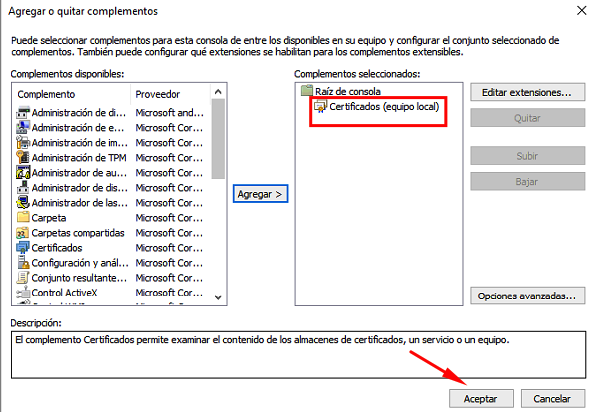 Agregar o quitar complementos
Puede seleccionar complementos para esta consola de entre los disponibles en su equipo y configurar el conjunto seleccionado de
complementos. También puede configurar qué extensiones se habilitan para los complementos extensibles.
Complementos disponibles:
Complemento Proveedor
Administración de di... Microsoft and...
Administración de e... Microsoft Cor...
Administración de im... Microsoft Cor...
Administración de TPM Microsoft Cor...
Administrador de au... Microsoft Cor...
Administrador de dis... Microsoft Cor...
Administrador de las... Microsoft Cor...
Carpeta Microsoft Cor...
Carpetas compartidas Microsoft Cor...
Certificados Microsoft Cor...
Configuración y anál... Microsoft Cor...
Conjunto resultante... Microsoft Cor...
Control ActiveX Microsoft Cor...
Agregar >
Complementos seleccionados:
Raíz de consola
Certificados (equipo local)
Editar extensiones...
Quitar
Subir
Bajar
Opciones avanzadas...
Descripción:
El complemento Certificados permite examinar el contenido de los almacenes de certificados, un servicio o un equipo.
Aceptar
Cancelar